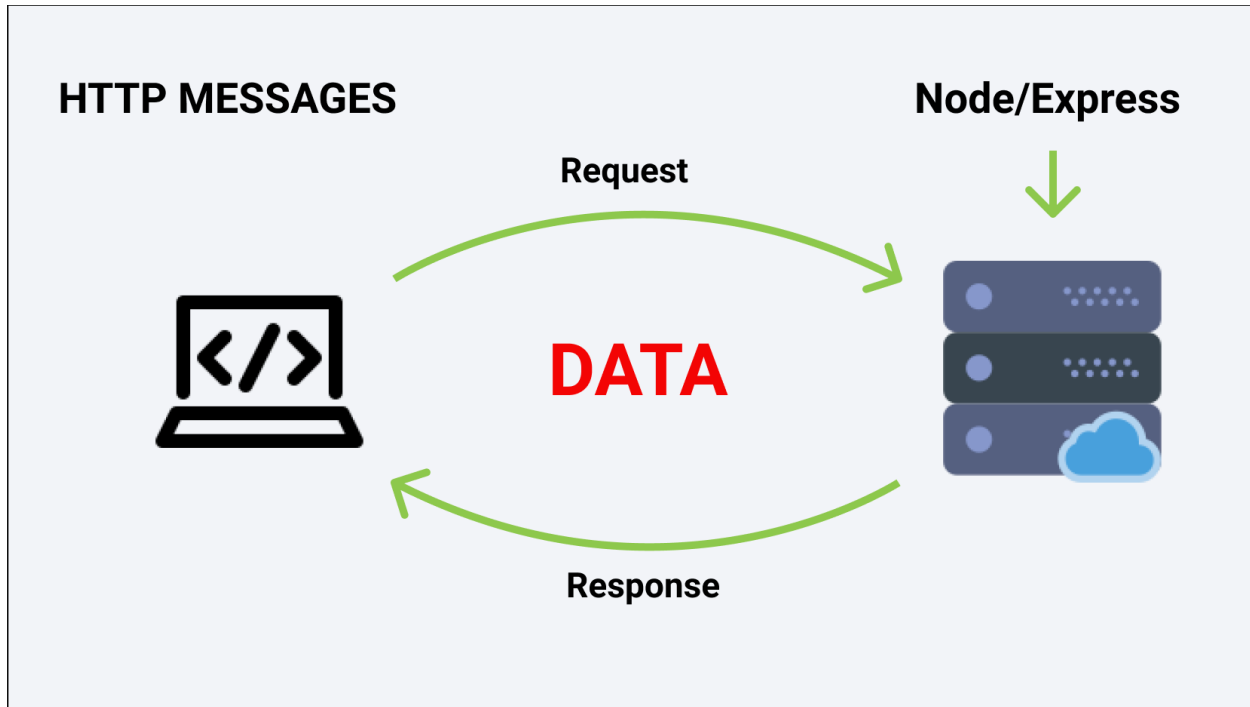 HTTP MESSAGES
Node/Express
Request
</>
DATA
Response